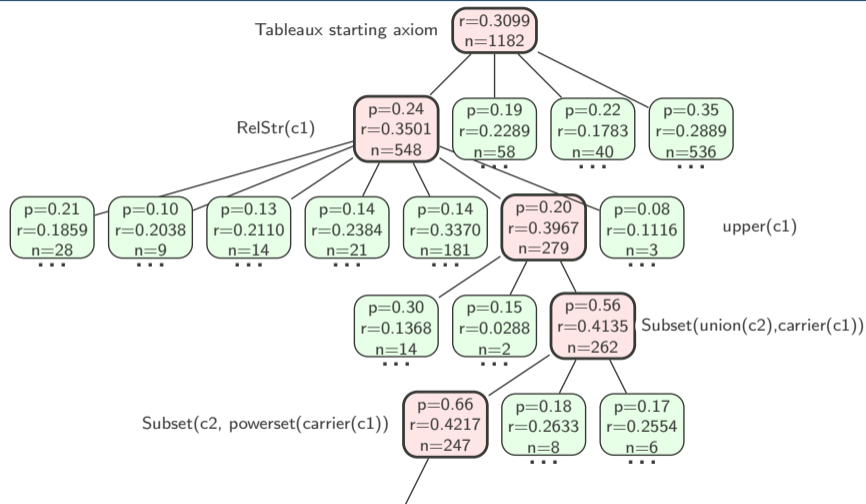 Tableaux starting axiom
r=0.3099
n=1182
RelStr(c1)
p=0.24
r=0.3501
n=548
p=0.19
r=0.2289
n=58
...
p=0.22
r=0.1783
n=40
...
p=0.35
r=0.2889
n=536
...
p=0.21
r=0.1859
n=28
...
p=0.10
r=0.2038
n=9
...
p=0.13
r=0.2110
n=14
...
p=0.14
r=0.2384
n=21
...
p=0.14
r=0.3370
n=181
...
p=0.20
r=0.3967
n=279
p=0.08
r=0.1116
n=3
...
upper(c1)
p=0.30
r=0.1368
n=14
...
p=0.15
r=0.0288
n=2
...
p=0.56
r=0.4135
n=262
Subset(union(c2),carrier(c1))
Subset(c2, powerset(carrier(c1))
p=0.66
r=0.4217
n=247
p=0.18
r=0.2633
n=8
...
p=0.17
r=0.2554
n=6
...